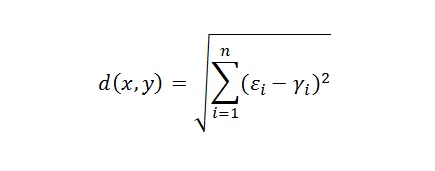 d(x, y) = √(∑_{i=1}^{n} (ε_i − γ_i)²)